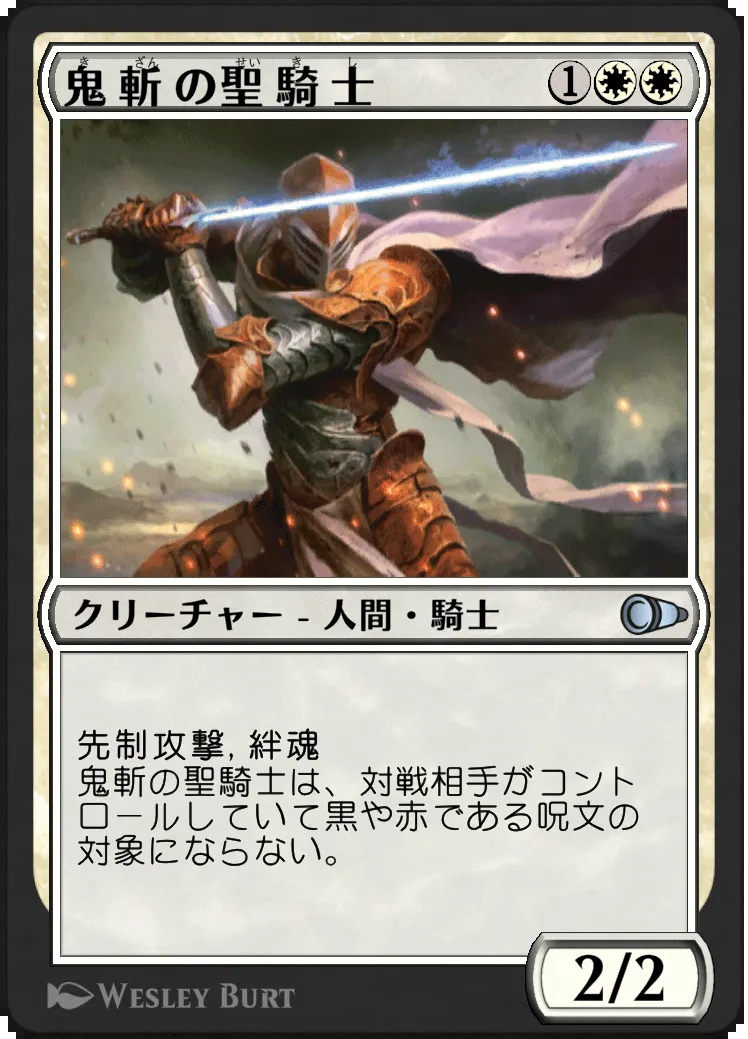 鬼斬の聖騎士 1
クリーチャー - 人間・騎士
先制攻撃, 絆魂
鬼斬の聖騎士は、対戦相手がコント
ロールしていて黒や赤である呪文の
対象にならない。
2/2
WESLEY BURT